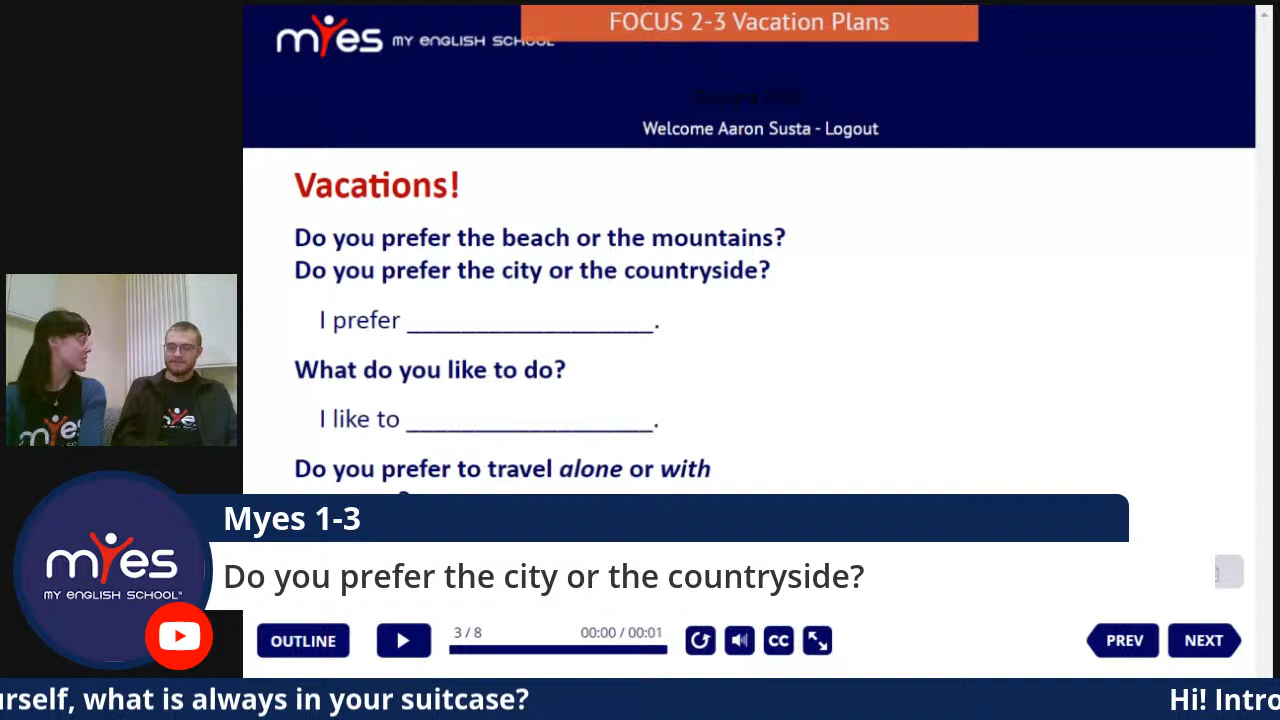 FOCUS 2-3 Vacation Plans
myes MY ENGLISH SCHOOL
Welcome Aaron Susta - Logout
Vacations!
Do you prefer the beach or the mountains?
Do you prefer the city or the countryside?
I prefer ___________________.
What do you like to do?
I like to ___________________.
Do you prefer to travel alone or with
myes
Myes 1-3
Do you prefer the city or the countryside?
myes
MY ENGLISH SCHOOL
OUTLINE
3 / 8
00:00 / 00:01
CC
PREV
NEXT
urself, what is always in your suitcase?
Hi! Intro